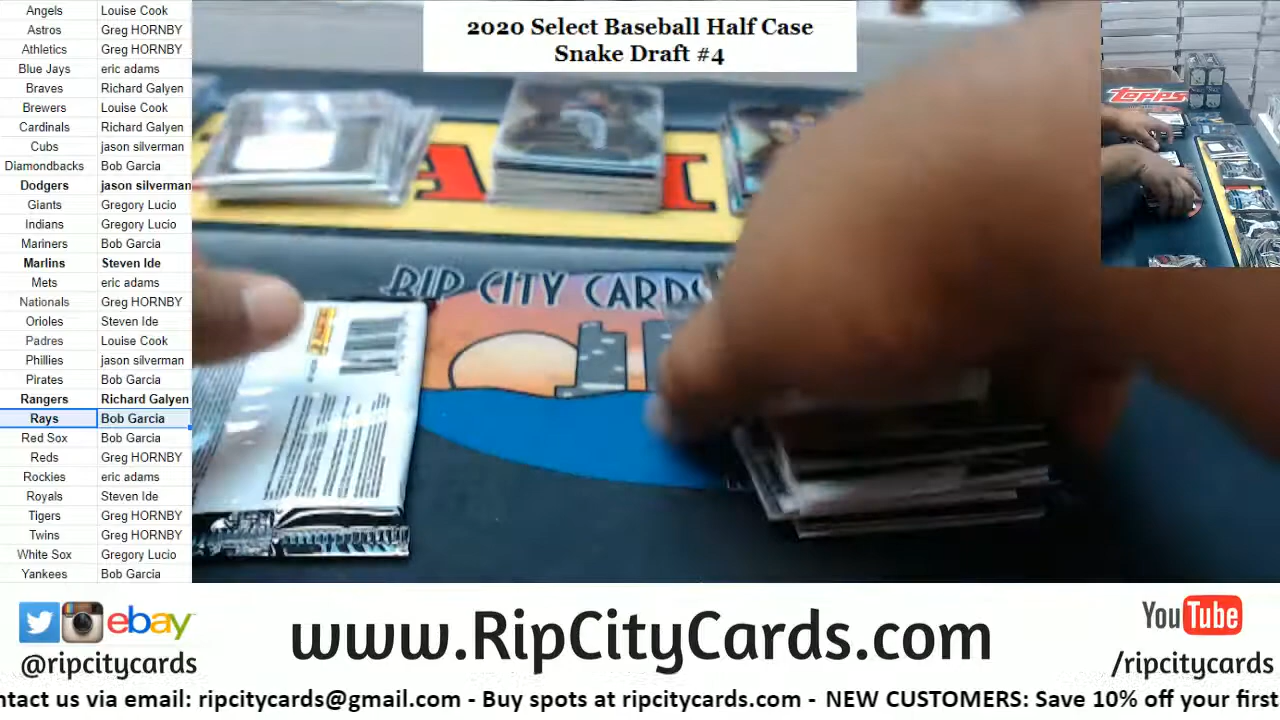 Angels Louise Cook
Astros Greg HORNBY
Athletics Greg HORNBY
Blue Jays eric adams
Braves Richard Galyen
Brewers Louise Cook
Cardinals Richard Galyen
Cubs jason silverman
Diamondbacks Bob Garcia
Dodgers jason silverman
Giants Gregory Lucio
Indians Gregory Lucio
Mariners Bob Garcia
Marlins Steven Ide
Mets eric adams
Nationals Greg HORNBY
Orioles Steven Ide
Padres Louise Cook
Phillies jason silverman
Pirates Bob Garcia
Rangers Richard Galyen
Rays Bob Garcia
Red Sox Bob Garcia
Reds Greg HORNBY
Rockies eric adams
Royals Steven Ide
Tigers Greg HORNBY
Twins Greg HORNBY
White Sox Gregory Lucio
Yankees Bob Garcia
2020 Select Baseball Half Case
Snake Draft #4
RIP CITY CARDS
TOPPS
ebay
@ripcitycards
www.RipCityCards.com
YouTube
/ripcitycards
ntact us via email: ripcitycards@gmail.com - Buy spots at ripcitycards.com - NEW CUSTOMERS: Save 10% off your first